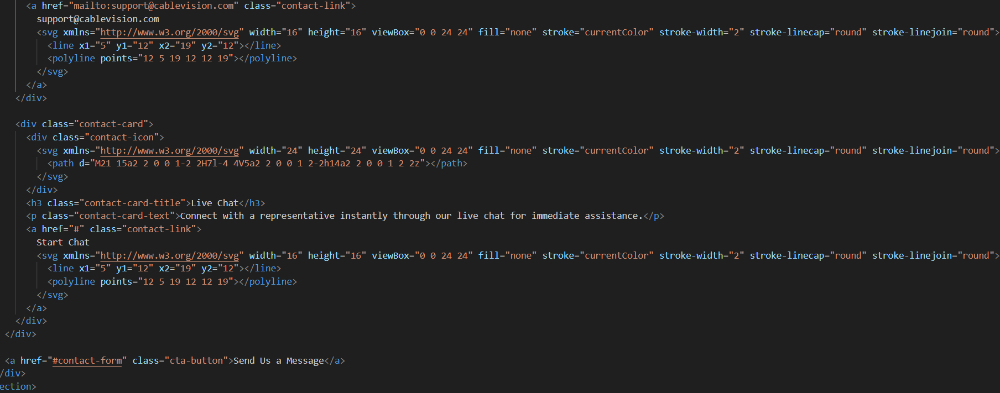 <a href="mailto:support@cablevision.com" class="contact-link">
support@cablevision.com
<svg xmlns="http://www.w3.org/2000/svg" width="16" height="16" viewBox="0 0 24 24" fill="none" stroke="currentColor" stroke-width="2" stroke-linecap="round" stroke-linejoin="round">
<line x1="5" y1="12" x2="19" y2="12"></line>
<polyline points="12 5 19 12 12 19"></polyline>
</svg>
</a>
</div>
<div class="contact-card">
<div class="contact-icon">
<svg xmlns="http://www.w3.org/2000/svg" width="24" height="24" viewBox="0 0 24 24" fill="none" stroke="currentColor" stroke-width="2" stroke-linecap="round" stroke-linejoin="round">
<path d="M21 15a2 2 0 0 1-2 2H7l-4 4V5a2 2 0 0 1 2-2h14a2 2 0 0 1 2 2z"></path>
</svg>
</div>
<h3 class="contact-card-title">Live Chat</h3>
<p class="contact-card-text">Connect with a representative instantly through our live chat for immediate assistance.</p>
<a href="#" class="contact-link">
Start Chat
<svg xmlns="http://www.w3.org/2000/svg" width="16" height="16" viewBox="0 0 24 24" fill="none" stroke="currentColor" stroke-width="2" stroke-linecap="round" stroke-linejoin="round">
<line x1="5" y1="12" x2="19" y2="12"></line>
<polyline points="12 5 19 12 12 19"></polyline>
</svg>
</a>
</div>
</div>
<a href="#contact-form" class="cta-button">Send Us a Message</a>
/div>
ection>